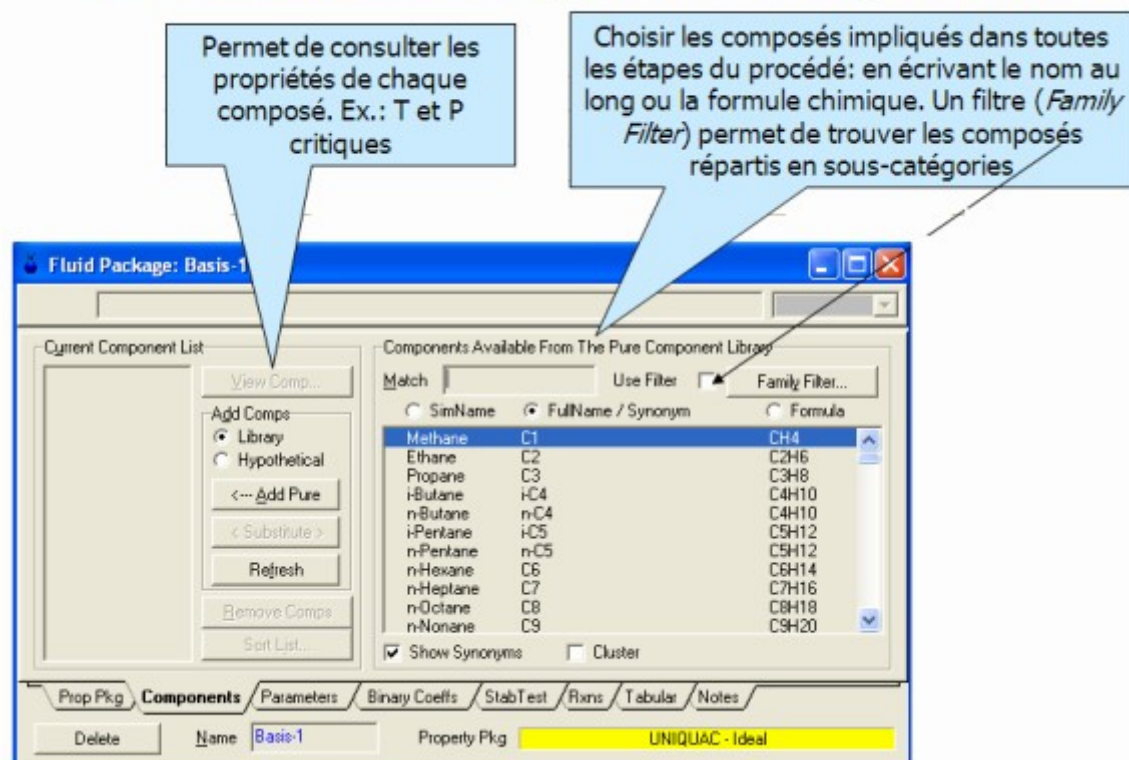 Permet de consulter les
propriétés de chaque
composé. Ex.: T et P
critiques
Choisir les composés impliqués dans toutes
les étapes du procédé: en écrivant le nom au
long ou la formule chimique. Un filtre (Family
Filter) permet de trouver les composés
répartis en sous-catégories
Fluid Package: Basis-1
Current Component List
View Comp...
Add Comps
Library
Hypothetical
<--- Add Pure
< Substitute >
Refresh
Remove Comps
Sort List...
Components Available From The Pure Component Library
Match Use Filter Family Filter...
SimName FullName / Synonym Formula
Methane C1 CH4
Ethane C2 C2H6
Propane C3 C3H8
i-Butane i-C4 C4H10
n-Butane n-C4 C4H10
i-Pentane i-C5 C5H12
n-Pentane n-C5 C5H12
n-Hexane C6 C6H14
n-Heptane C7 C7H16
n-Octane C8 C8H18
n-Nonane C9 C9H20
Show Synonyms Cluster
Prop Pkg Components Parameters Binary Coeffs StabTest Rxns Tabular Notes
Delete Name Basis-1 Property Pkg UNIQUAC - Ideal